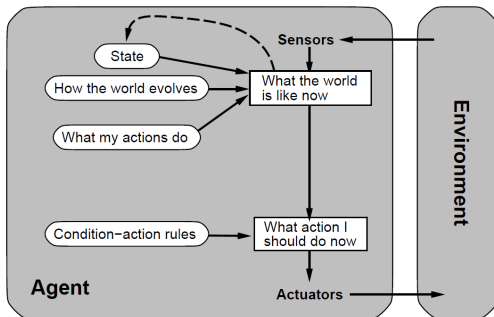 Sensors
State
What the world
is like now
How the world evolves
What my actions do
Environment
Condition−action rules
What action I
should do now
Agent
Actuators